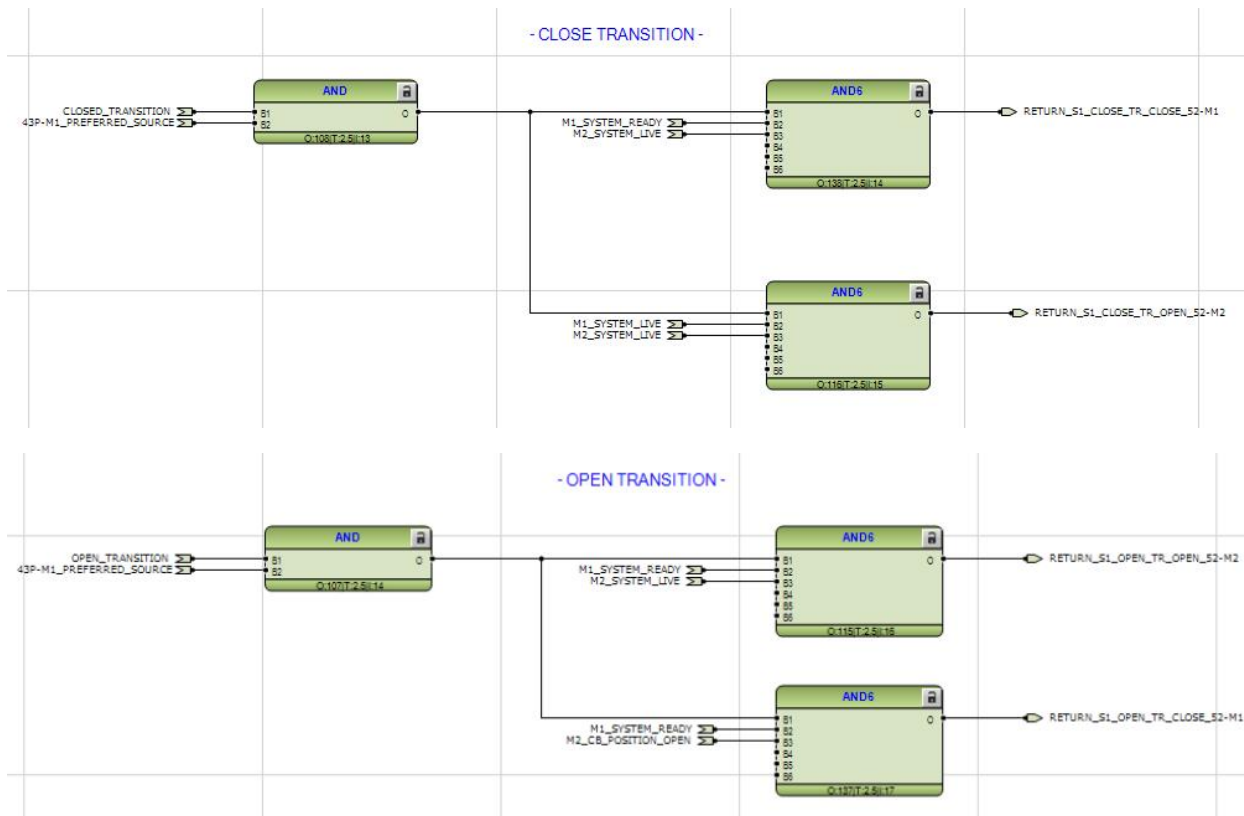 - CLOSE TRANSITION -
AND
AND6
CLOSED_TRANSITION
B1
O
B1
O
RETURN_S1_CLOSE_TR_CLOSE_52-M1
43P-M1_PREFERRED_SOURCE
B2
M1_SYSTEM_READY
B2
M2_SYSTEM_LIVE
B3
O:108|T:2.5|I:13
B4
B5
B6
O:138|T:2.5|I:14
AND6
B1
O
RETURN_S1_CLOSE_TR_OPEN_52-M2
M1_SYSTEM_LIVE
B2
M2_SYSTEM_LIVE
B3
B4
B5
B6
O:116|T:2.5|I:15
- OPEN TRANSITION -
AND
AND6
OPEN_TRANSITION
B1
O
B1
O
RETURN_S1_OPEN_TR_OPEN_52-M2
43P-M1_PREFERRED_SOURCE
B2
M1_SYSTEM_READY
B2
M2_SYSTEM_LIVE
B3
O:107|T:2.5|I:14
B4
B5
B6
O:115|T:2.5|I:16
AND6
B1
O
RETURN_S1_OPEN_TR_CLOSE_52-M1
M1_SYSTEM_READY
B2
M2_CB_POSITION_OPEN
B3
B4
B5
B6
O:137|T:2.5|I:17